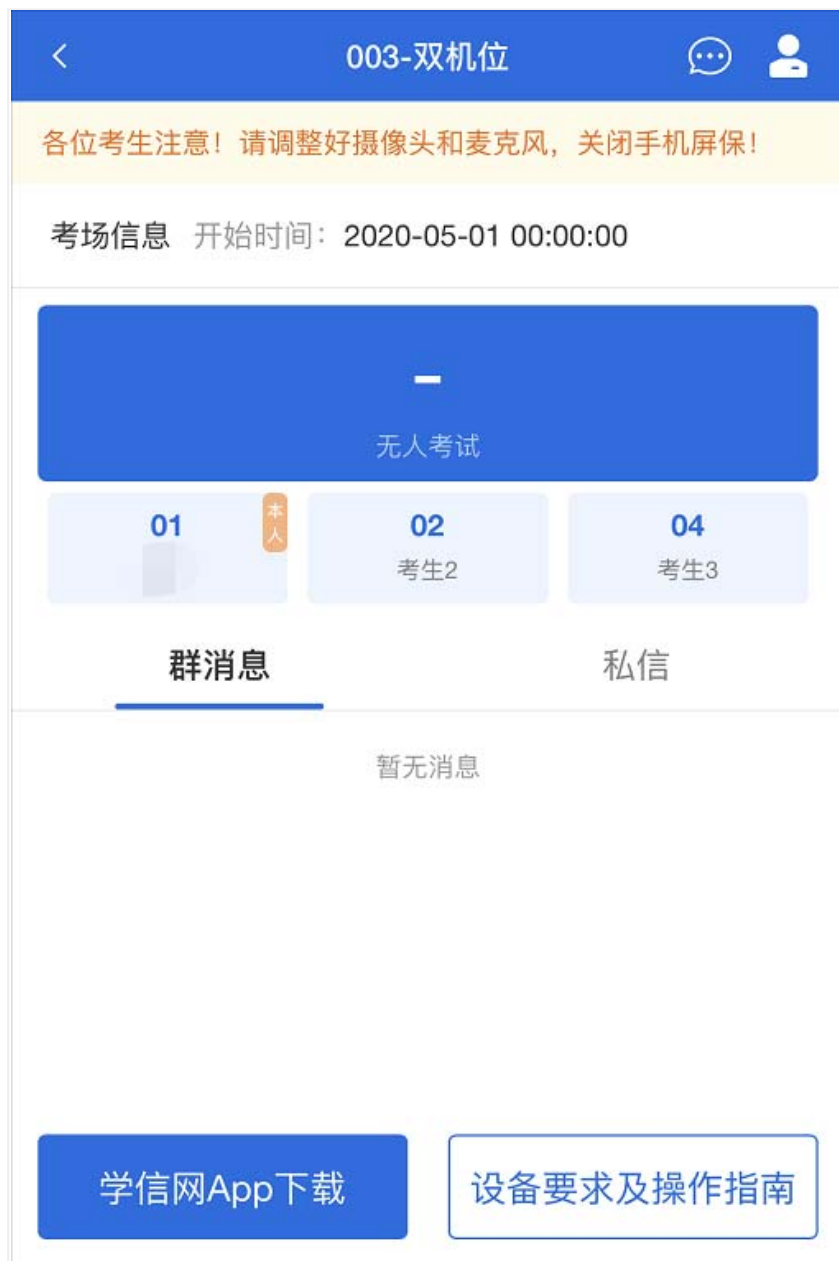 003-双机位
各位考生注意！请调整好摄像头和麦克风，关闭手机屏保！
考场信息 开始时间：2020-05-01 00:00:00
-
无人考试
01 本人
02
考生2
04
考生3
群消息 私信
暂无消息
学信网App下载 设备要求及操作指南